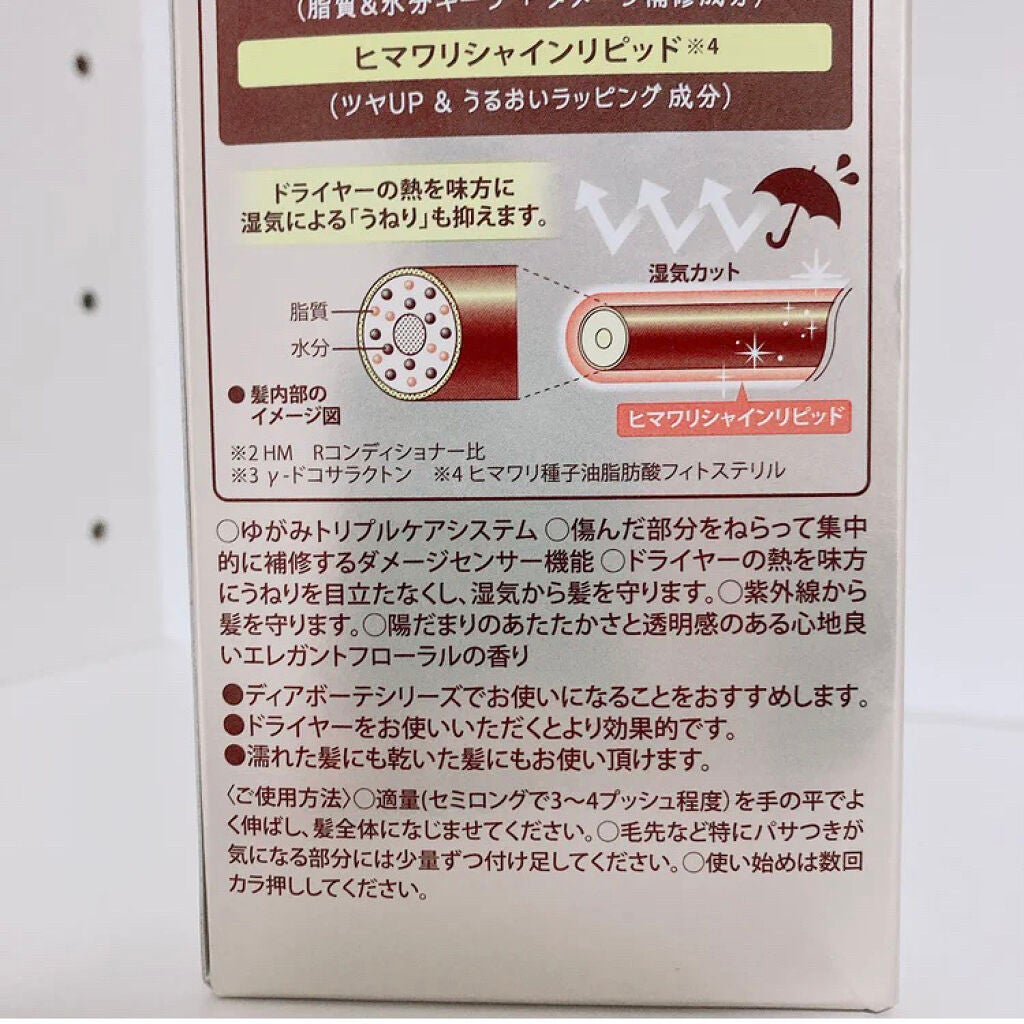 (脂質&水分キープ + ダメージ補修成分)
ヒマワリシャインリピッド※4
(ツヤUP & うるおいラッピング 成分)
ドライヤーの熱を味方に
湿気による「うねり」も抑えます。
湿気カット
脂質
水分
●髪内部の
イメージ図
ヒマワリシャインリピッド
※2 HM Rコンディショナー比
※3 γ-ドコサラクトン ※4 ヒマワリ種子油脂肪酸フィトステリル
○ゆがみトリプルケアシステム ○傷んだ部分をねらって集中
的に補修するダメージセンサー機能 ○ドライヤーの熱を味方
にうねりを目立たなくし、湿気から髪を守ります。○紫外線から
髪を守ります。○陽だまりのあたたかさと透明感のある心地良
いエレガントフローラルの香り
●ディアボーテシリーズでお使いになることをおすすめします。
●ドライヤーをお使いいただくとより効果的です。
●濡れた髪にも乾いた髪にもお使い頂けます。
〈ご使用方法〉○適量(セミロングで3〜4プッシュ程度)を手の平でよ
く伸ばし、髪全体になじませてください。○毛先など特にパサつきが
気になる部分には少量ずつ付け足してください。○使い始めは数回
カラ押ししてください。